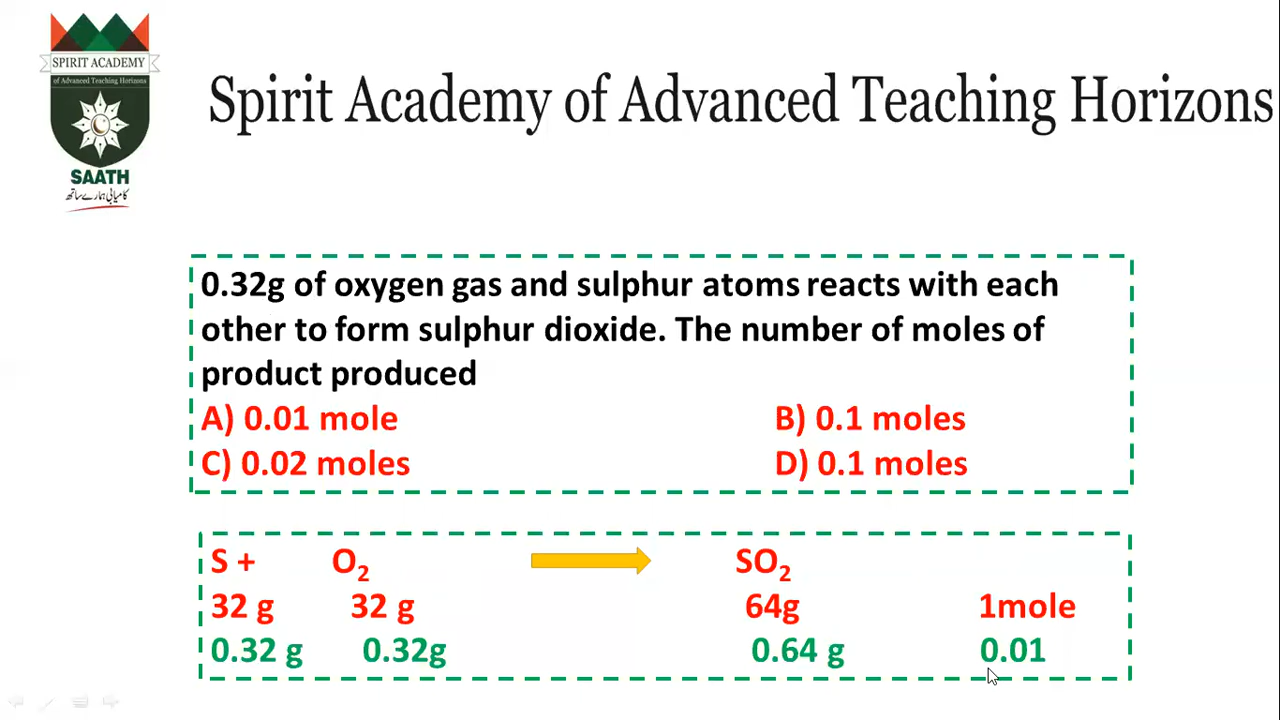 SPIRIT ACADEMY
of Advanced Teaching Horizons
SAATH
کامیابی ہمارے ساتھ
Spirit Academy of Advanced Teaching Horizons
0.32g of oxygen gas and sulphur atoms reacts with each
other to form sulphur dioxide. The number of moles of
product produced
A) 0.01 mole B) 0.1 moles
C) 0.02 moles D) 0.1 moles
S + O₂ SO₂
32 g 32 g 64g 1mole
0.32 g 0.32g 0.64 g 0.01